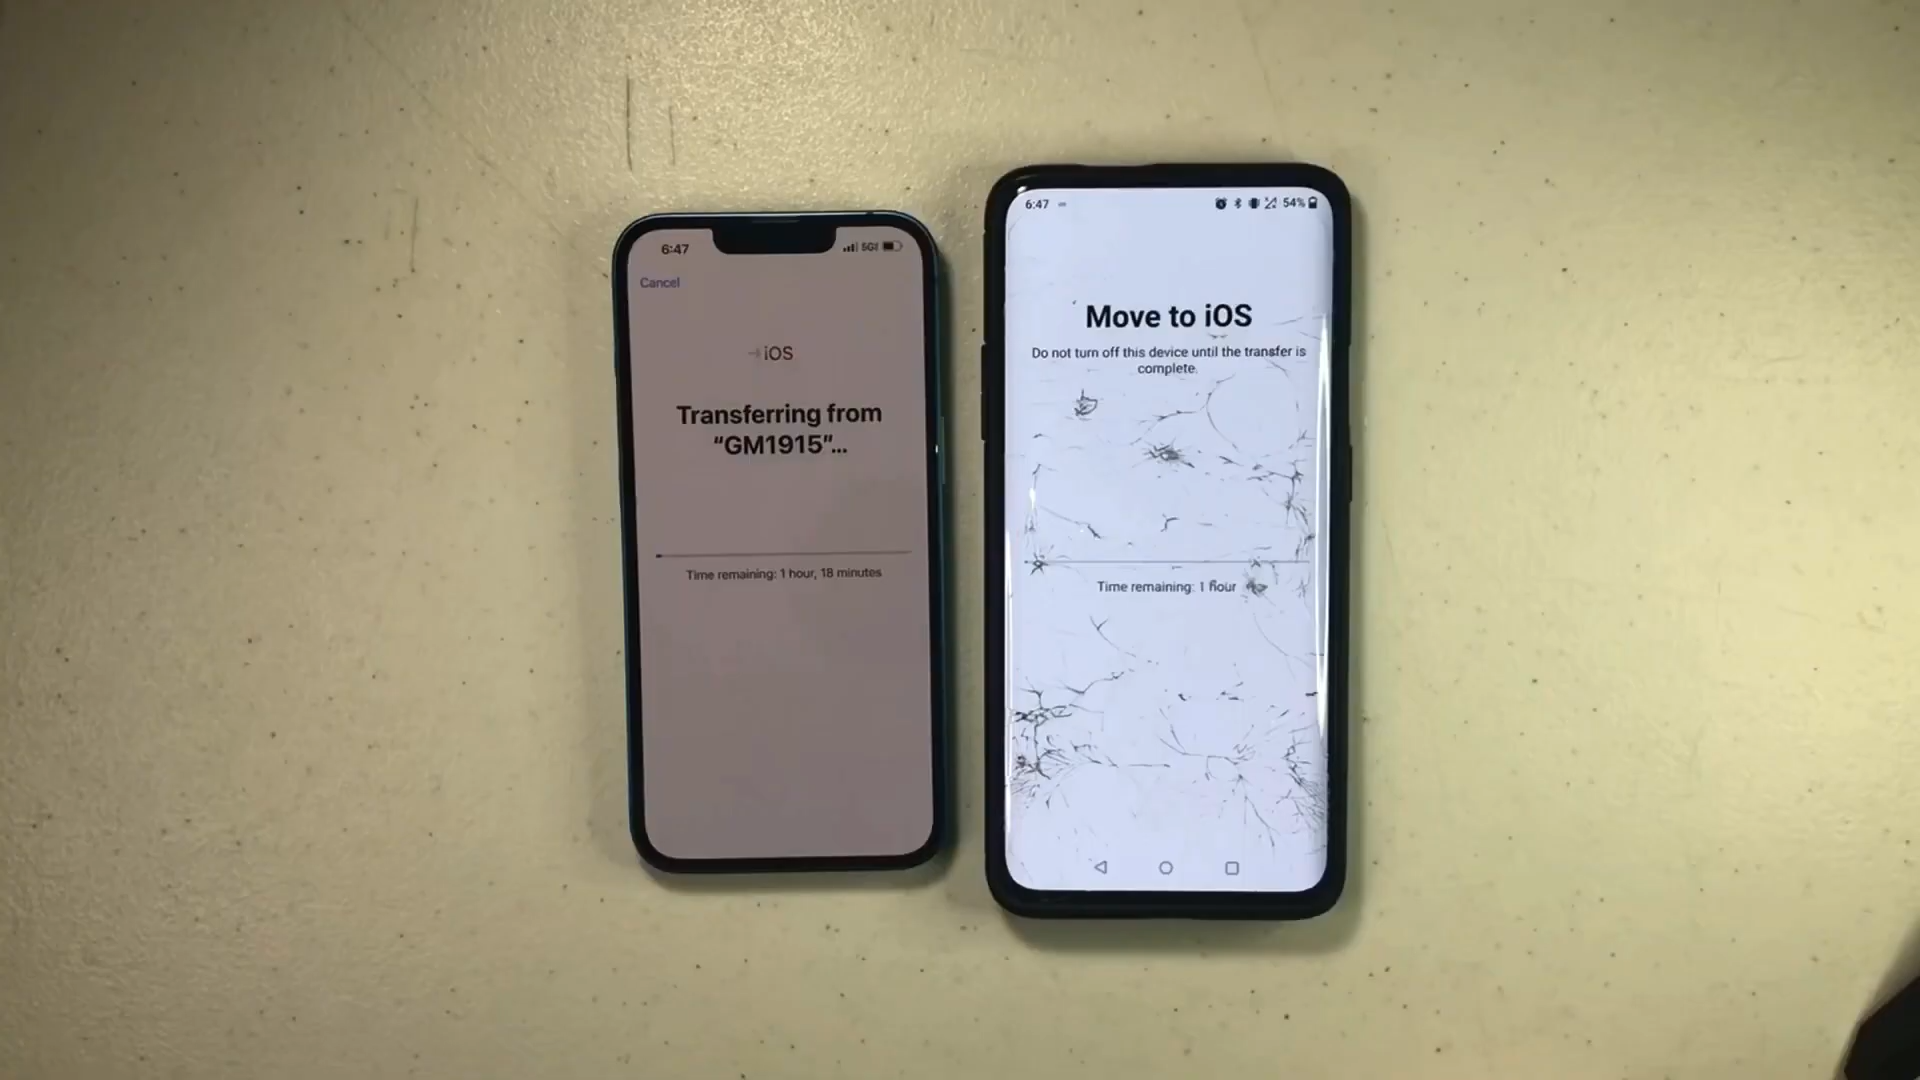 6:47
5G
Cancel
iOS
Transferring from
“GM1915”...
Time remaining: 1 hour, 18 minutes
6:47
54%
Move to iOS
Do not turn off this device until the transfer is
complete.
Time remaining: 1 hour